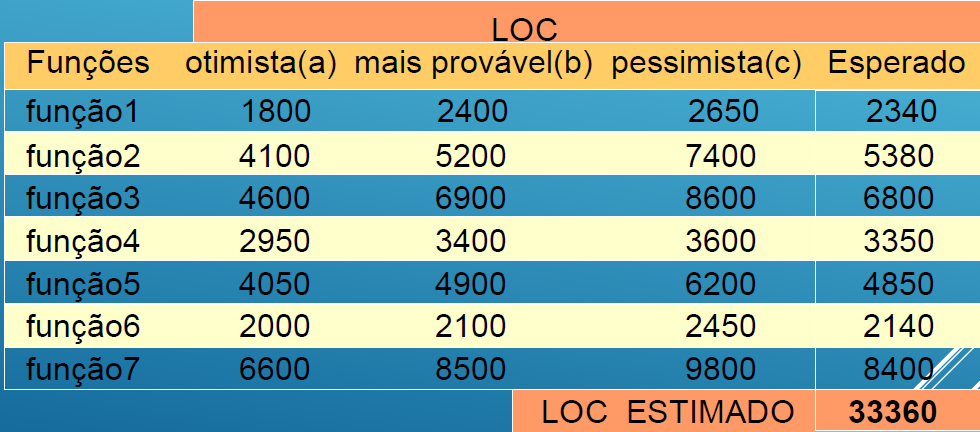 LOC
Funções otimista(a) mais provável(b) pessimista(c) Esperado
função1 1800 2400 2650 2340
função2 4100 5200 7400 5380
função3 4600 6900 8600 6800
função4 2950 3400 3600 3350
função5 4050 4900 6200 4850
função6 2000 2100 2450 2140
função7 6600 8500 9800 8400
LOC ESTIMADO 33360